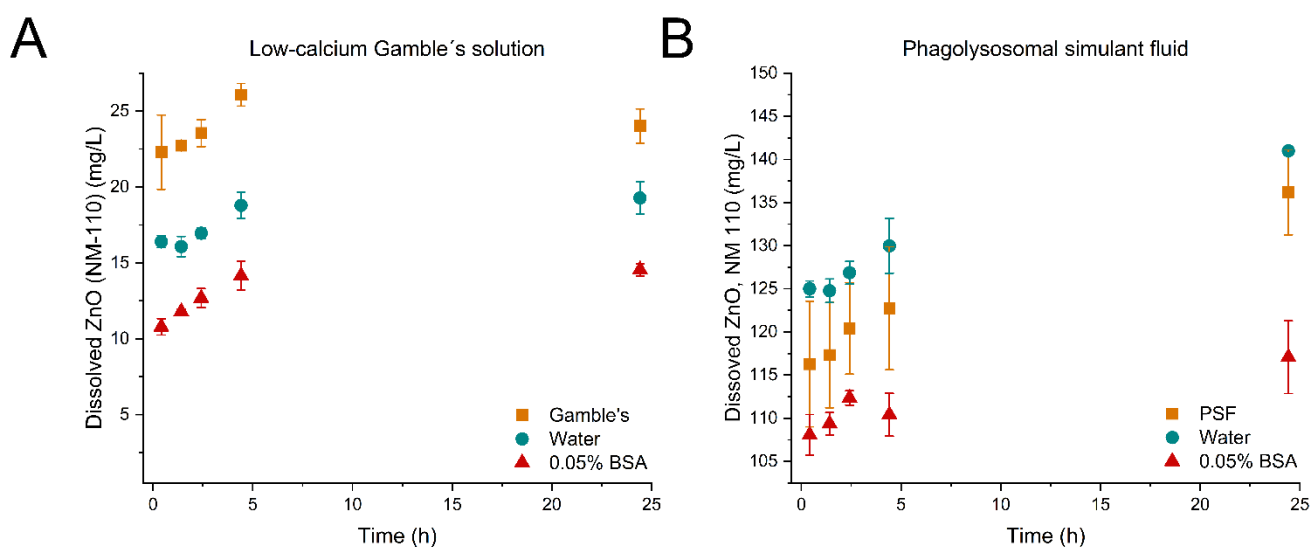 A
Low-calcium Gamble´s solution
Dissolved ZnO (NM-110) (mg/L)
25
20
15
10
5
0
5
10
15
20
25
Time (h)
Gamble's
Water
0.05% BSA
B
Phagolysosomal simulant fluid
Dissoved ZnO, NM 110 (mg/L)
150
145
140
135
130
125
120
115
110
105
0
5
10
15
20
25
Time (h)
PSF
Water
0.05% BSA